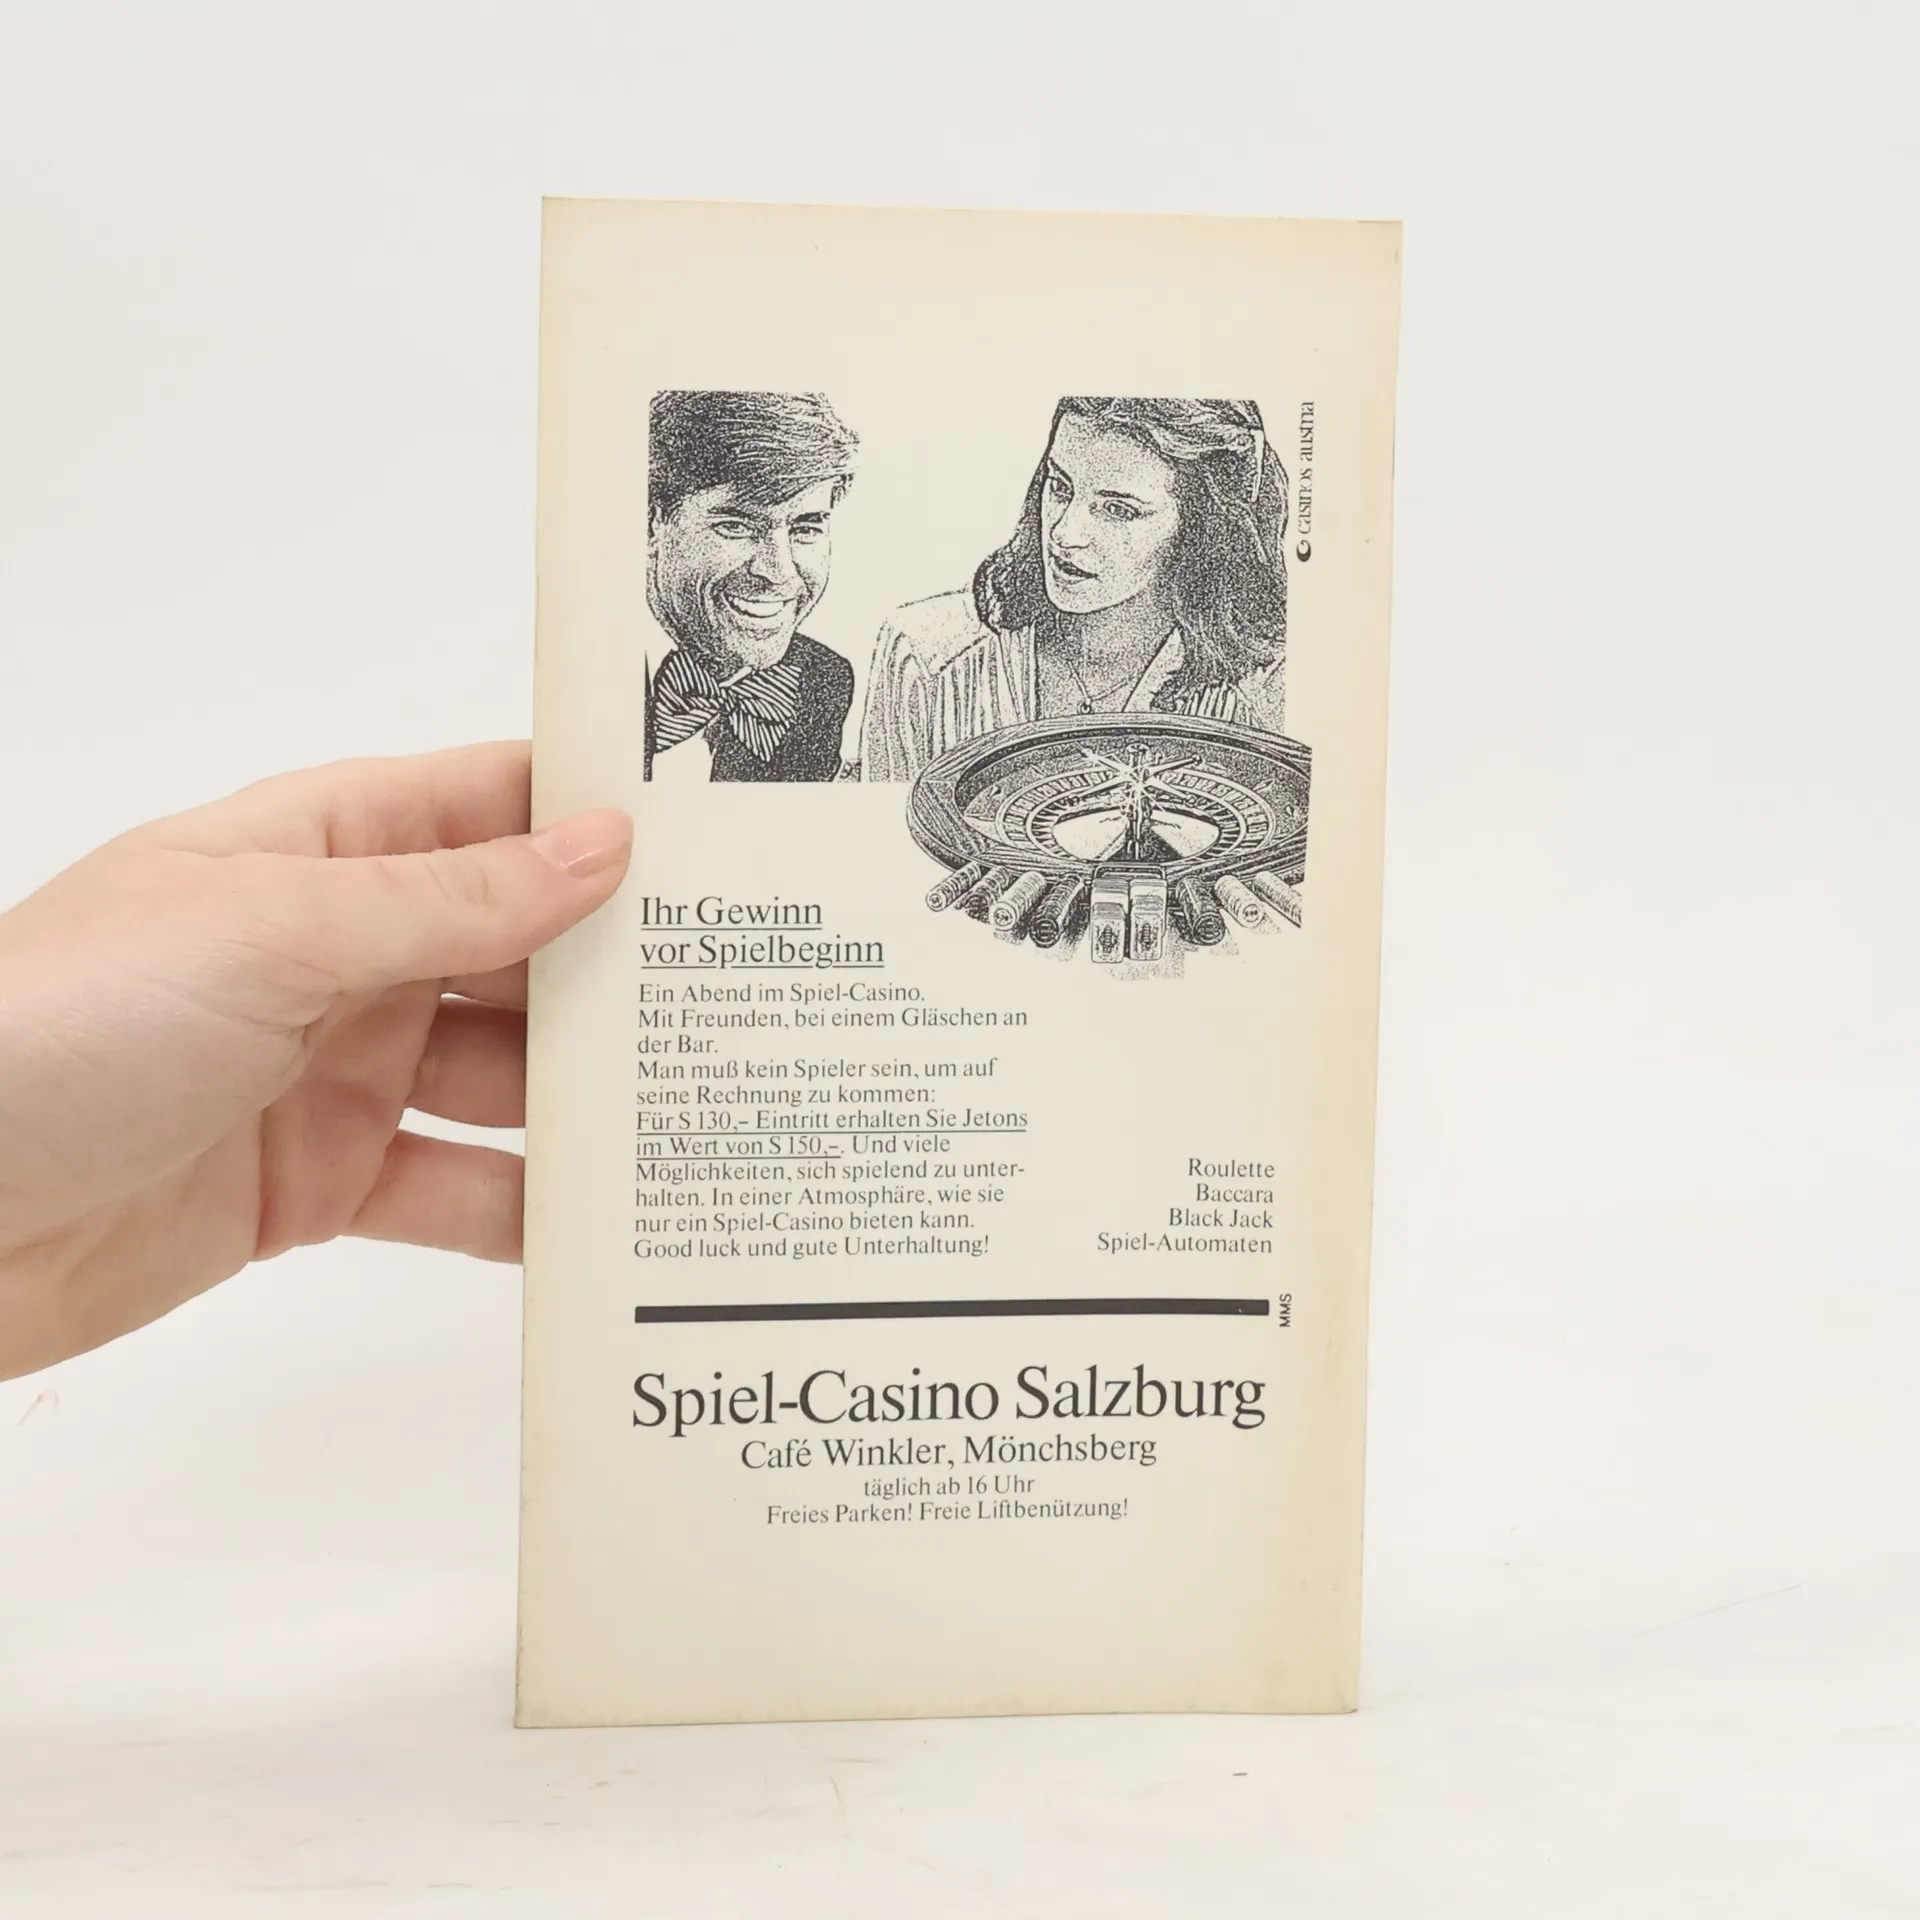 casinos austria
Ihr Gewinn
vor Spielbeginn
Ein Abend im Spiel-Casino.
Mit Freunden, bei einem Gläschen an
der Bar.
Man muß kein Spieler sein, um auf
seine Rechnung zu kommen:
Für S 130,– Eintritt erhalten Sie Jetons
im Wert von S 150,–. Und viele
Möglichkeiten, sich spielend zu unter-
halten. In einer Atmosphäre, wie sie
nur ein Spiel-Casino bieten kann.
Good luck und gute Unterhaltung!
Roulette
Baccara
Black Jack
Spiel-Automaten
MMS
Spiel-Casino Salzburg
Café Winkler, Mönchsberg
täglich ab 16 Uhr
Freies Parken! Freie Liftbenützung!